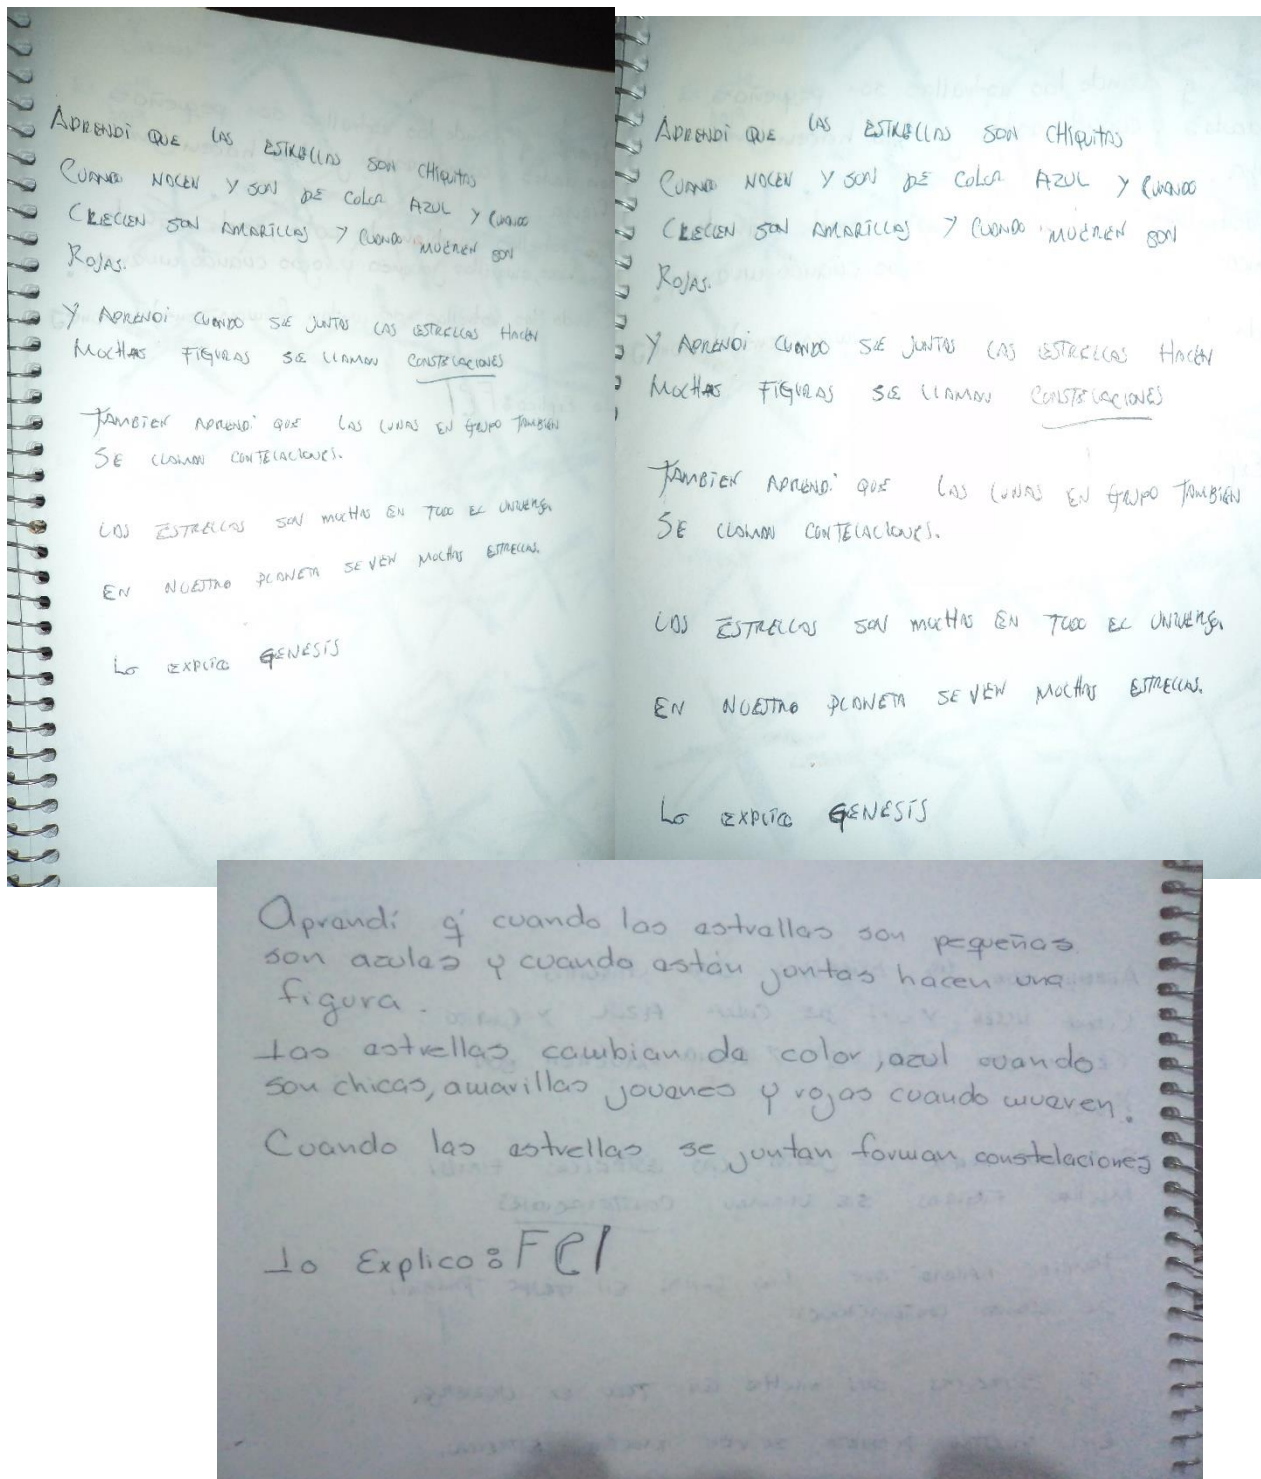 APRENDi QUE LAS ESTRELLAS SON CHiQUiTAS
CUANDO NACEN Y SON DE COLOR AZUL Y CUANDO
CRECEN SON AMARiLLAS Y CUANDO MUEREN SON
ROJAS.
Y APRENDi CUANDO SE JUNTAS LAS ESTRELLAS HACEN
MUCHAS FiGURAS SE LLAMAN CONSTELACiONES
TAMBiEN APRENDi QUE LAS LUNAS EN GRUPO TAMBiEN
SE LLAMAN CONTELACiONES.
LAS ESTRELLAS SON MUCHAS EN TODO EL UNiVERSO.
EN NUESTRO PLANETA SE VEN MUCHAS ESTRELLAS.
Lo EXPLiCO GENESiS
APRENDi QUE LAS ESTRELLAS SON CHiQUiTAS
CUANDO NACEN Y SON DE COLOR AZUL Y CUANDO
CRECEN SON AMARiLLAS Y CUANDO MUEREN SON
ROJAS.
Y APRENDi CUANDO SE JUNTAS LAS ESTRELLAS HACEN
MUCHAS FiGURAS SE LLAMAN CONSTELACiONES
TAMBiEN APRENDi QUE LAS LUNAS EN GRUPO TAMBiEN
SE LLAMAN CONTELACiONES.
LAS ESTRELLAS SON MUCHAS EN TODO EL UNiVERSO.
EN NUESTRO PLANETA SE VEN MUCHAS ESTRELLAS.
Lo EXPLiCO GENESiS
Aprendí q' cuando las estrellas son pequeñas
son azules y cuando están juntas hacen una
figura.
Las estrellas cambian de color, azul cuando
son chicas, amarillas jovenes y rojas cuando mueren.
Cuando las estrellas se juntan forman constelaciones
Lo Explico: FEI